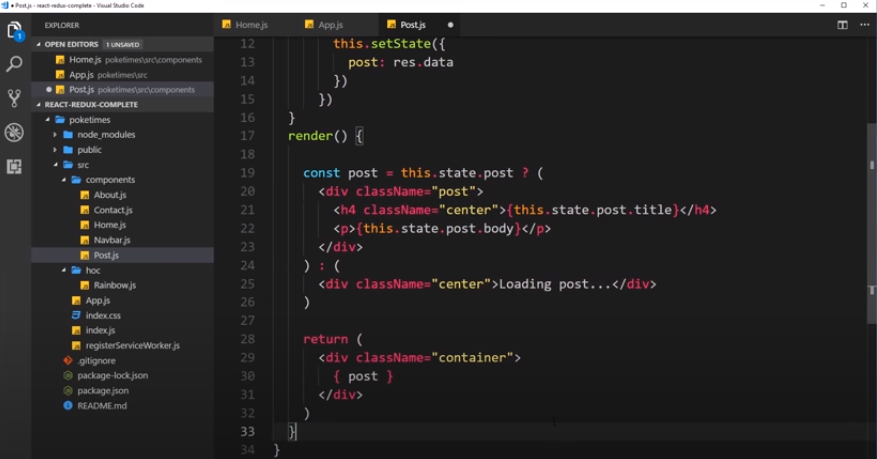 Post.js - react-redux-complete - Visual Studio Code
EXPLORER
OPEN EDITORS 1 UNSAVED
Home.js poketimes\src\components
App.js poketimes\src
Post.js poketimes\src\components
REACT-REDUX-COMPLETE
poketimes
node_modules
public
src
components
About.js
Contact.js
Home.js
Navbar.js
Post.js
hoc
Rainbow.js
App.js
index.css
index.js
registerServiceWorker.js
.gitignore
package-lock.json
package.json
README.md
1
Home.js App.js Post.js
12 this.setState({
13 post: res.data
14 })
15 })
16 }
17 render() {
18
19 const post = this.state.post ? (
20 <div className="post">
21 <h4 className="center">{this.state.post.title}</h4>
22 <p>{this.state.post.body}</p>
23 </div>
24 ) : (
25 <div className="center">Loading post...</div>
26 )
27
28 return (
29 <div className="container">
30 { post }
31 </div>
32 )
33 }
34 }